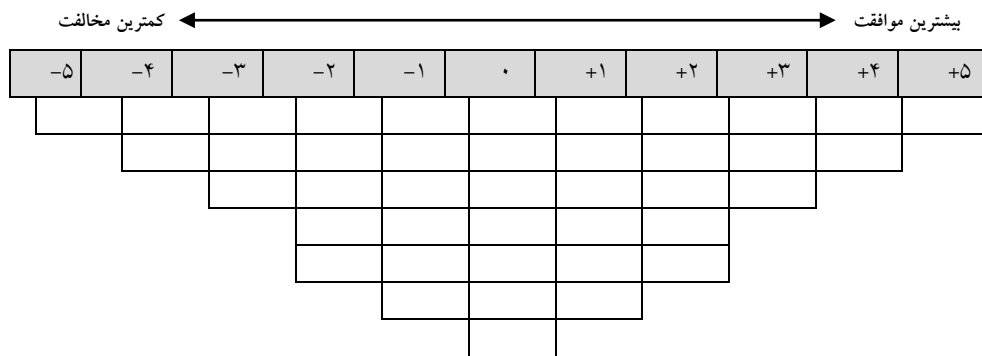 بیشترین موافقت کمترین مخالفت
-۵ -۴ -۳ -۲ -۱ ۰ +۱ +۲ +۳ +۴ +۵